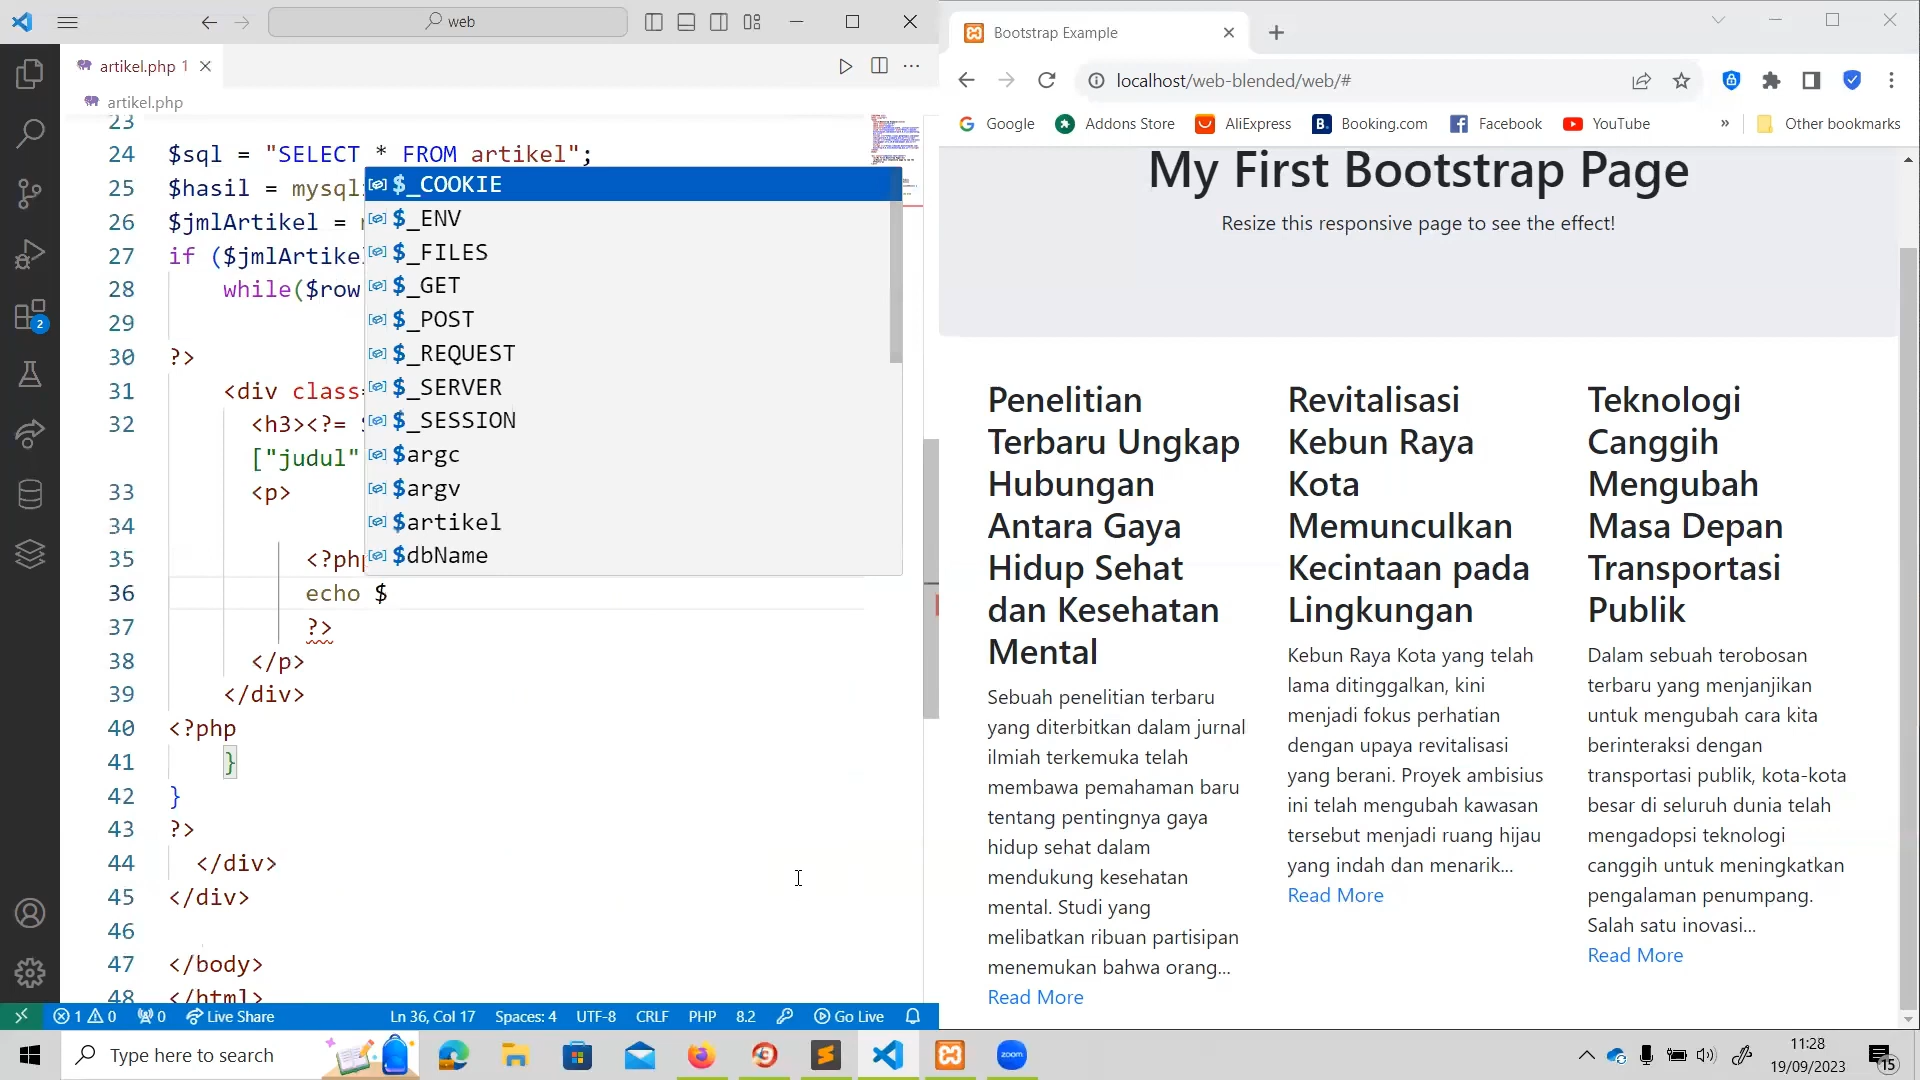 web
artikel.php 1
artikel.php
23
24 $sql = "SELECT * FROM artikel";
25 $hasil = mysqli
26 $jmlArtikel =
27 if ($jmlArtikel
28 while($row
29
30 ?>
31 <div class=
32 <h3><?=
["judul"
33 <p>
34
35 <?php
36 echo $
37 ?>
38 </p>
39 </div>
40 <?php
41 }
42 }
43 ?>
44 </div>
45 </div>
46
47 </body>
48 </html>
$_COOKIE
$_ENV
$_FILES
$_GET
$_POST
$_REQUEST
$_SERVER
$_SESSION
$argc
$argv
$artikel
$dbName
2
1 0 0 Live Share Ln 36, Col 17 Spaces: 4 UTF-8 CRLF PHP 8.2 Go Live
Bootstrap Example
localhost/web-blended/web/#
Google Addons Store AliExpress B. Booking.com Facebook YouTube » Other bookmarks
My First Bootstrap Page
Resize this responsive page to see the effect!
Penelitian
Terbaru Ungkap
Hubungan
Antara Gaya
Hidup Sehat
dan Kesehatan
Mental
Sebuah penelitian terbaru
yang diterbitkan dalam jurnal
ilmiah terkemuka telah
membawa pemahaman baru
tentang pentingnya gaya
hidup sehat dalam
mendukung kesehatan
mental. Studi yang
melibatkan ribuan partisipan
menemukan bahwa orang...
Read More
Revitalisasi
Kebun Raya
Kota
Memunculkan
Kecintaan pada
Lingkungan
Kebun Raya Kota yang telah
lama ditinggalkan, kini
menjadi fokus perhatian
dengan upaya revitalisasi
yang berani. Proyek ambisius
ini telah mengubah kawasan
tersebut menjadi ruang hijau
yang indah dan menarik...
Read More
Teknologi
Canggih
Mengubah
Masa Depan
Transportasi
Publik
Dalam sebuah terobosan
terbaru yang menjanjikan
untuk mengubah cara kita
berinteraksi dengan
transportasi publik, kota-kota
besar di seluruh dunia telah
mengadopsi teknologi
canggih untuk meningkatkan
pengalaman penumpang.
Salah satu inovasi...
Read More
Type here to search
zoom
11:28
19/09/2023
15